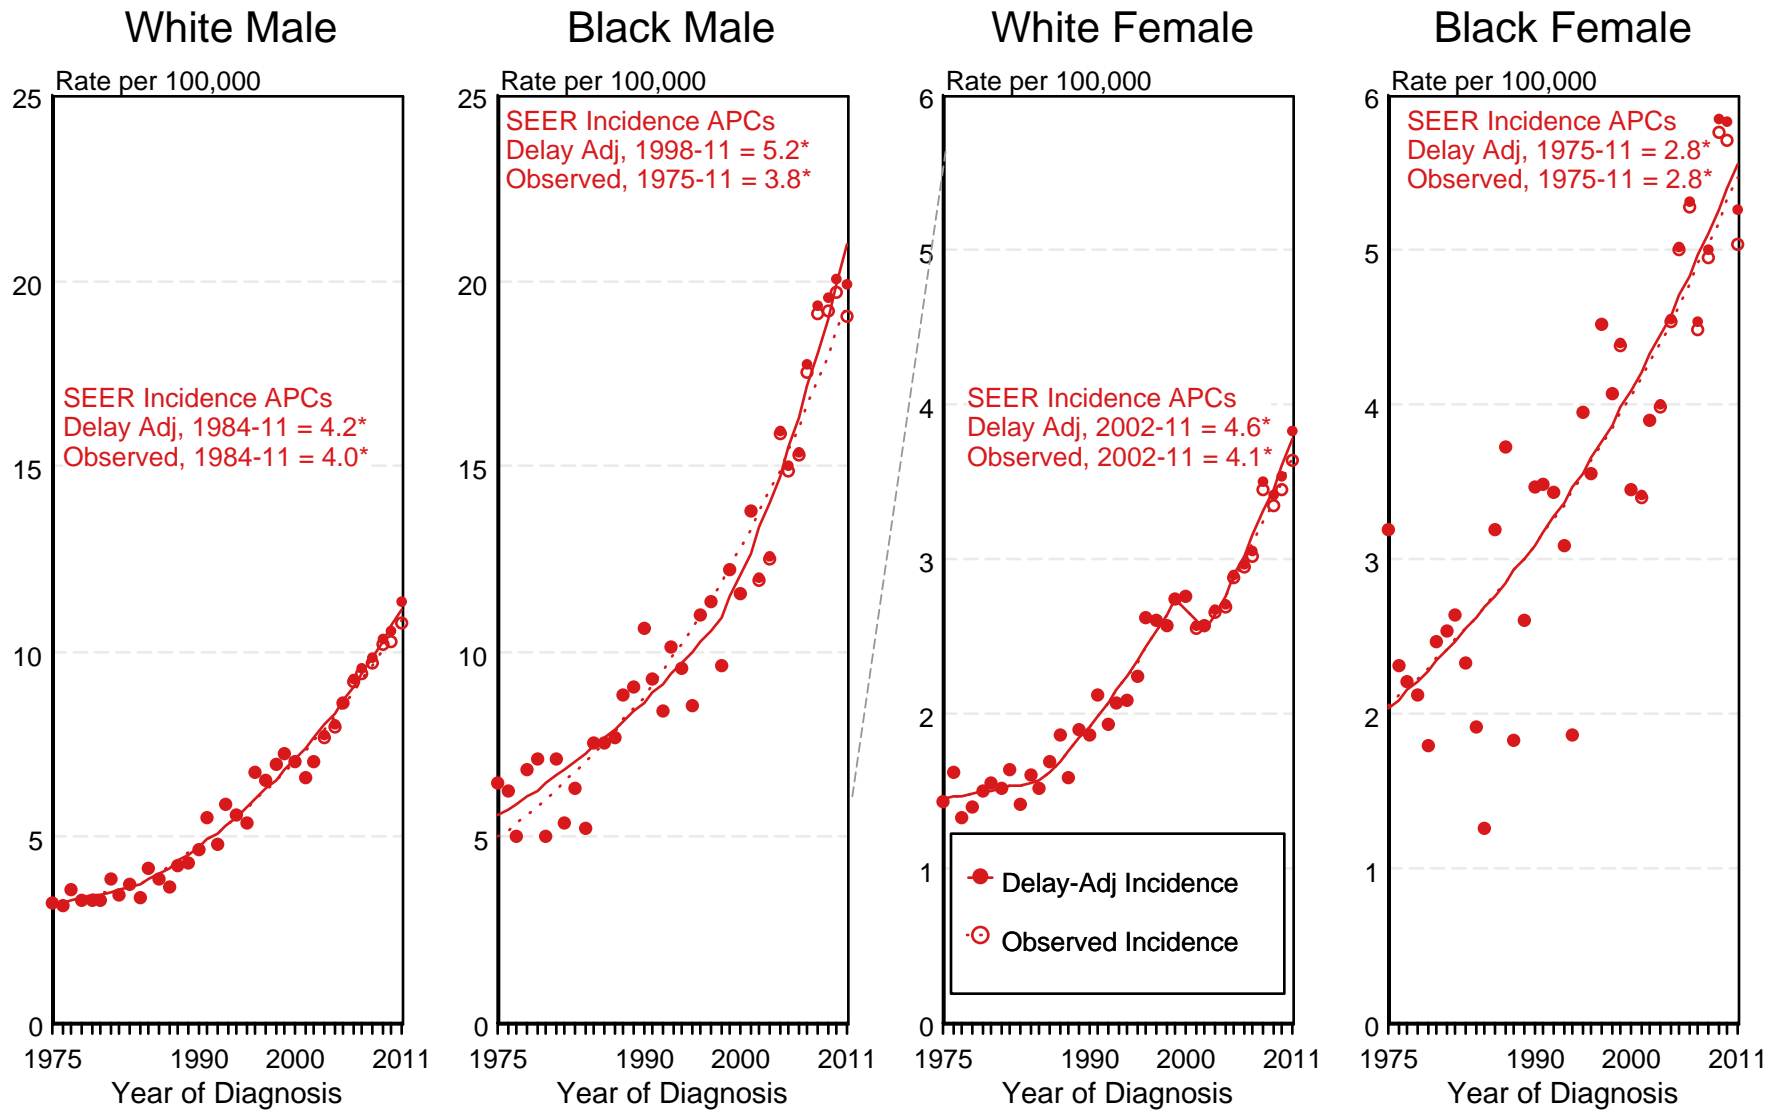 White Male
Black Male
White Female
Black Female
Rate per 100,000
Rate per 100,000
Rate per 100,000
Rate per 100,000
25
20
15
10
5
0
SEER Incidence APCs
Delay Adj, 1984-11 = 4.2*
Observed, 1984-11 = 4.0*
1975
1990
2000
2011
Year of Diagnosis
25
20
15
10
5
0
SEER Incidence APCs
Delay Adj, 1998-11 = 5.2*
Observed, 1975-11 = 3.8*
1975
1990
2000
2011
Year of Diagnosis
6
5
4
3
2
1
0
SEER Incidence APCs
Delay Adj, 2002-11 = 4.6*
Observed, 2002-11 = 4.1*
Delay-Adj Incidence
Observed Incidence
1975
1990
2000
2011
Year of Diagnosis
6
5
4
3
2
1
0
SEER Incidence APCs
Delay Adj, 1975-11 = 2.8*
Observed, 1975-11 = 2.8*
1975
1990
2000
2011
Year of Diagnosis